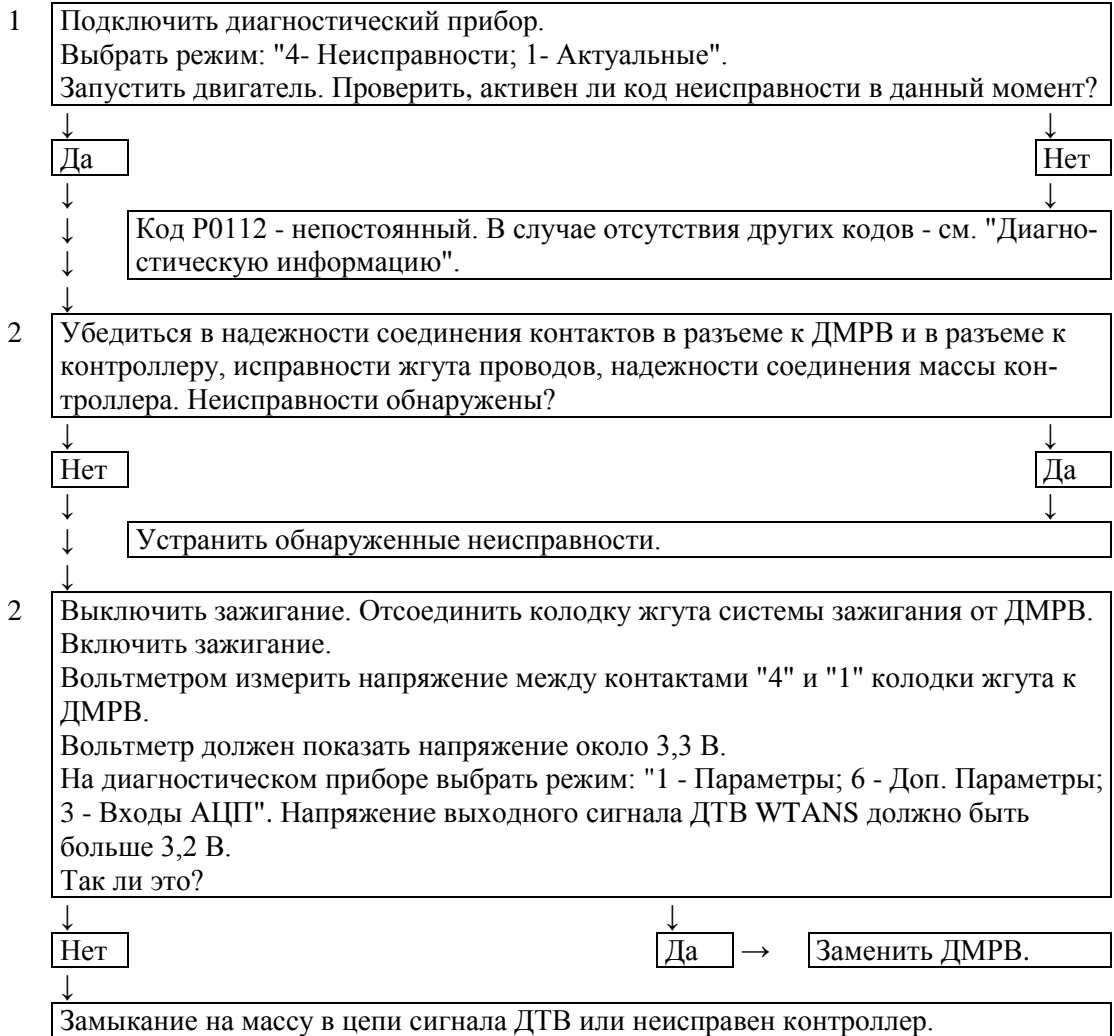 1 Подключить диагностический прибор.
Выбрать режим: "4- Неисправности; 1- Актуальные".
Запустить двигатель. Проверить, активен ли код неисправности в данный момент?
↓ ↓
Да Нет
↓ ↓
↓ Код Р0112 - непостоянный. В случае отсутствия других кодов - см. "Диагно-
↓ стическую информацию".
↓
2 Убедиться в надежности соединения контактов в разъеме к ДМРВ и в разъеме к
контроллеру, исправности жгута проводов, надежности соединения массы кон-
троллера. Неисправности обнаружены?
↓ ↓
Нет Да
↓ ↓
↓ Устранить обнаруженные неисправности.
↓
2 Выключить зажигание. Отсоединить колодку жгута системы зажигания от ДМРВ.
Включить зажигание.
Вольтметром измерить напряжение между контактами "4" и "1" колодки жгута к
ДМРВ.
Вольтметр должен показать напряжение около 3,3 В.
На диагностическом приборе выбрать режим: "1 - Параметры; 6 - Доп. Параметры;
3 - Входы АЦП". Напряжение выходного сигнала ДТВ WTANS должно быть
больше 3,2 В.
Так ли это?
↓ ↓
Нет Да → Заменить ДМРВ.
↓
Замыкание на массу в цепи сигнала ДТВ или неисправен контроллер.